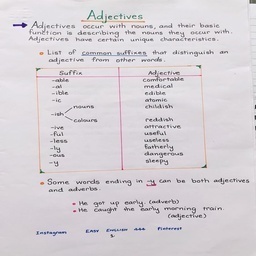 Adjectives
Adjectives occur with nouns, and their basic
function is describing the nouns they occur with.
Adjectives have certain unique characteristics.
List of common suffixes that distinguish an
adjective from other words.
Suffix Adjective
-able comfortable
-al medical
-ible edible
-ic atomic
-ish nouns childish
colours reddish
-ive attractive
-ful useful
-less useless
-ly fatherly
-ous dangerous
-y sleepy
Some words ending in -y can be both adjectives
and adverbs.
He got up early. (adverb)
He caught the early morning train.
(adjective)
Instagram EASY ENGLISH 444 Pinterest